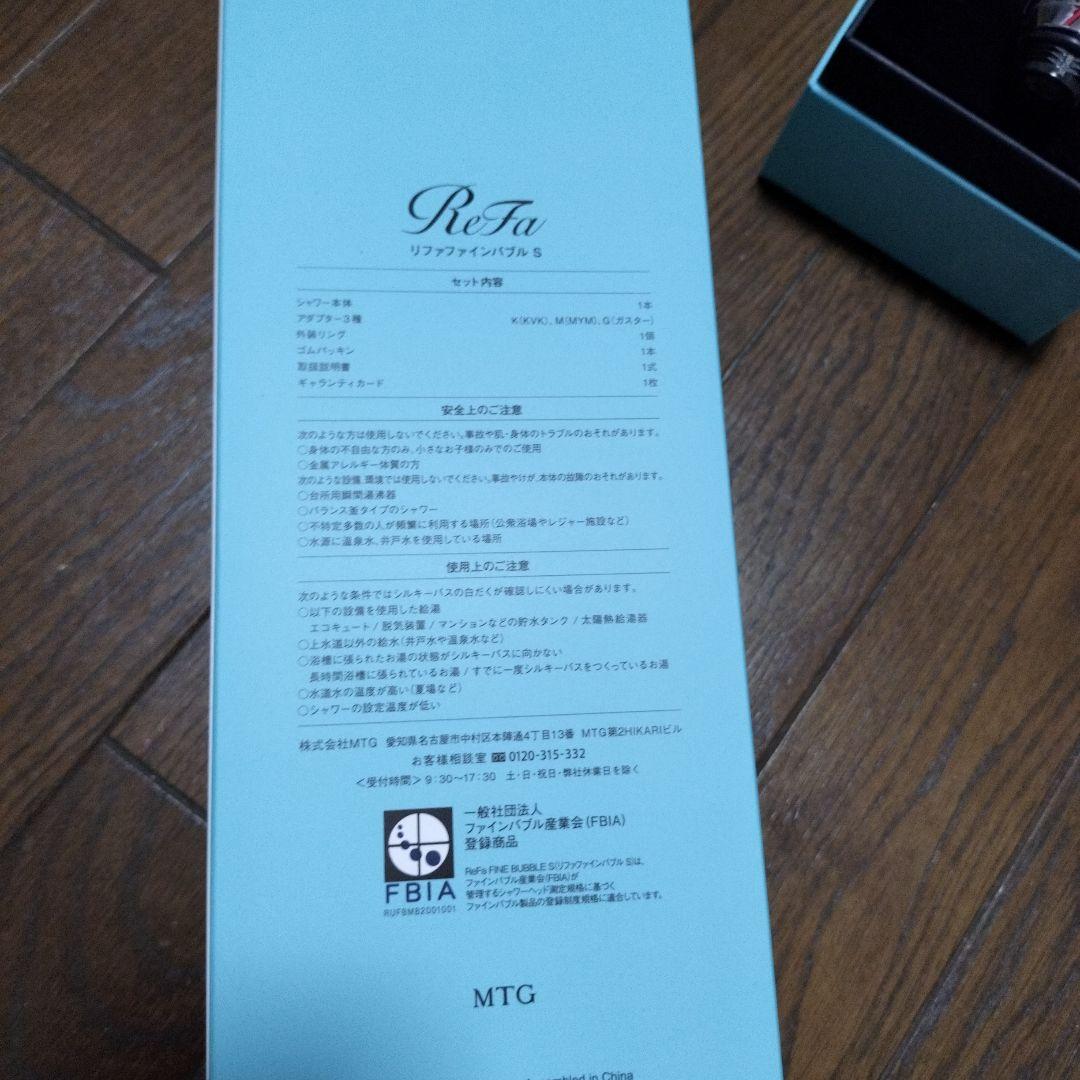 ReFa
リファファインバブル S
セット内容
シャワー本体 1本
アダプター3種 K(KVK)、M(MYM)、G(ガスター)
外装リング 1個
ゴムパッキン 1本
取扱説明書 1式
ギャランティカード 1枚
安全上のご注意
次のような方は使用しないでください。事故や肌・身体のトラブルのおそれがあります。
○身体の不自由な方のみ、小さなお子様のみでのご使用
○金属アレルギー体質の方
次のような設備、環境では使用しないでください。事故やけが、本体の故障のおそれがあります。
○台所用瞬間湯沸器
○バランス釜タイプのシャワー
○不特定多数の人が頻繁に利用する場所(公衆浴場やレジャー施設など)
○水源に温泉水、井戸水を使用している場所
使用上のご注意
次のような条件ではシルキーバスの白だくが確認しにくい場合があります。
○以下の設備を使用した給湯
エコキュート / 脱気装置 / マンションなどの貯水タンク / 太陽熱給湯器
○上水道以外の給水(井戸水や温泉水など)
○浴槽に張られたお湯の状態がシルキーバスに向かない
長時間浴槽に張られているお湯 / すでに一度シルキーバスをつくっているお湯
○水道水の温度が高い(夏場など)
○シャワーの設定温度が低い
株式会社MTG 愛知県名古屋市中村区本陣通4丁目13番 MTG第2HIKARIビル
お客様相談室 0120-315-332
<受付時間> 9:30〜17:30 土・日・祝日・弊社休業日を除く
一般社団法人
ファインバブル産業会(FBIA)
登録商品
FBIA
RUFBMB2001001
ReFa FINE BUBBLE S(リファファインバブル S)は、
ファインバブル産業会(FBIA)が
管理するシャワーヘッド測定規格に基づく
ファインバブル製品の登録制度規格に適合しています。
MTG
in China